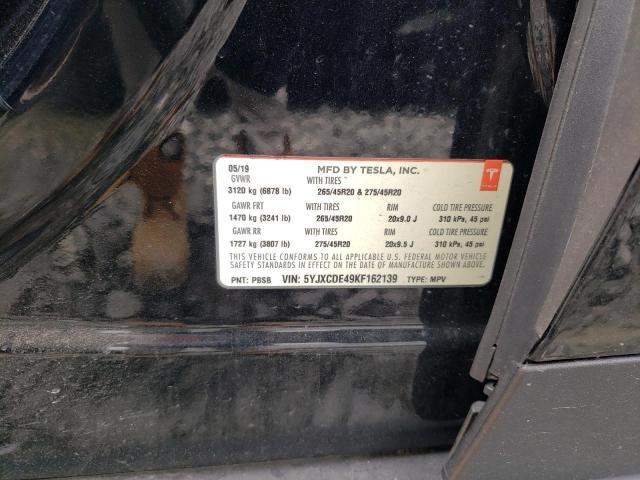 05/19 MFD BY TESLA, INC.
GVWR WITH TIRES
3120 kg (6878 lb) 265/45R20 & 275/45R20
GAWR FRT WITH TIRES RIM COLD TIRE PRESSURE
1470 kg (3241 lb) 265/45R20 20x9.0 J 310 kPa, 45 psi
GAWR RR WITH TIRES RIM COLD TIRE PRESSURE
1727 kg (3807 lb) 275/45R20 20x9.5 J 310 kPa, 45 psi
THIS VEHICLE CONFORMS TO ALL APPLICABLE U.S. FEDERAL MOTOR VEHICLE
SAFETY STANDARDS IN EFFECT ON THE DATE OF MANUFACTURE SHOWN ABOVE.
PNT: PBSB VIN: 5YJXCDE49KF162139 TYPE: MPV
TESLA